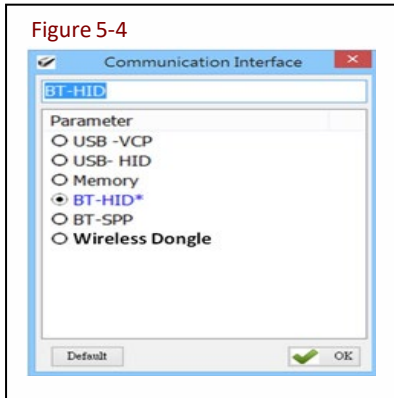 Figure 5-4
Communication Interface
BT-HID
Parameter
USB -VCP
USB- HID
Memory
BT-HID*
BT-SPP
Wireless Dongle
Default
OK